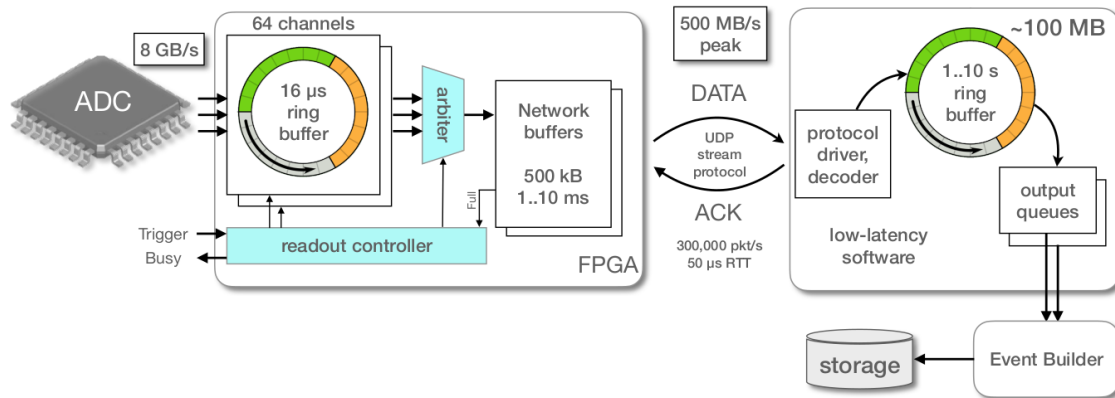 64 channels
8 GB/s
ADC
16 µs
ring
buffer
arbiter
Network
buffers
500 kB
1..10 ms
Full
Trigger
Busy
readout controller
FPGA
500 MB/s
peak
DATA
UDP
stream
protocol
ACK
300,000 pkt/s
50 µs RTT
~100 MB
1..10 s
ring
buffer
protocol
driver,
decoder
output
queues
low-latency
software
Event Builder
storage